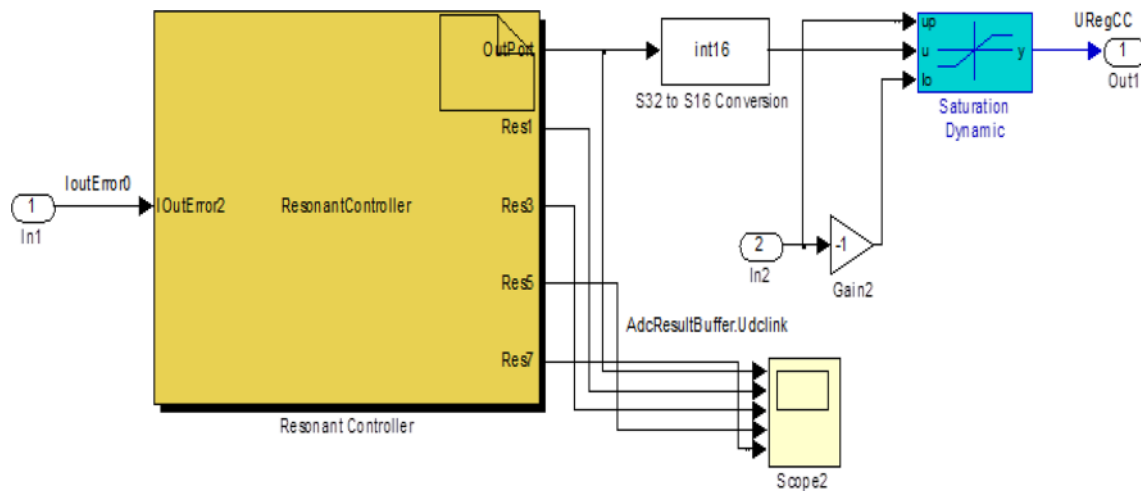 OutPort
Res1
IoutError0
1
In1
IOutError2
ResonantController
Res3
Res5
Res7
Resonant Controller
int16
S32 to S16 Conversion
up
u
lo
y
Saturation
Dynamic
URegCC
1
Out1
2
In2
-1
Gain2
AdcResultBuffer.Udclink
Scope2